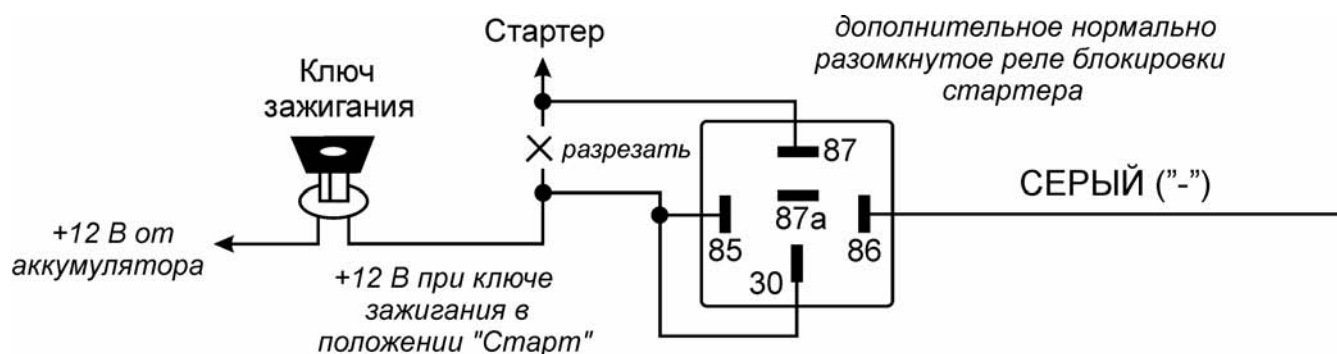 Стартер
дополнительное нормально
разомкнутое реле блокировки
стартера
Ключ
зажигания
разрезать
87
87a
85
86
30
СЕРЫЙ ("-")
+12 В от
аккумулятора
+12 В при ключе
зажигания в
положении "Старт"